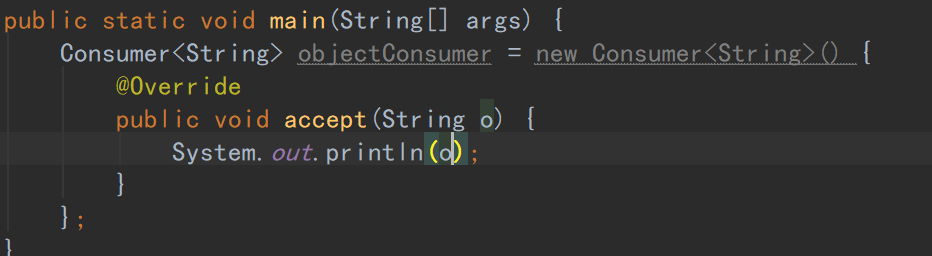 public static void main(String[] args) {
    Consumer<String> objectConsumer = new Consumer<String>() {
        @Override
        public void accept(String o) {
            System.out.println(o);
        }
    };
}